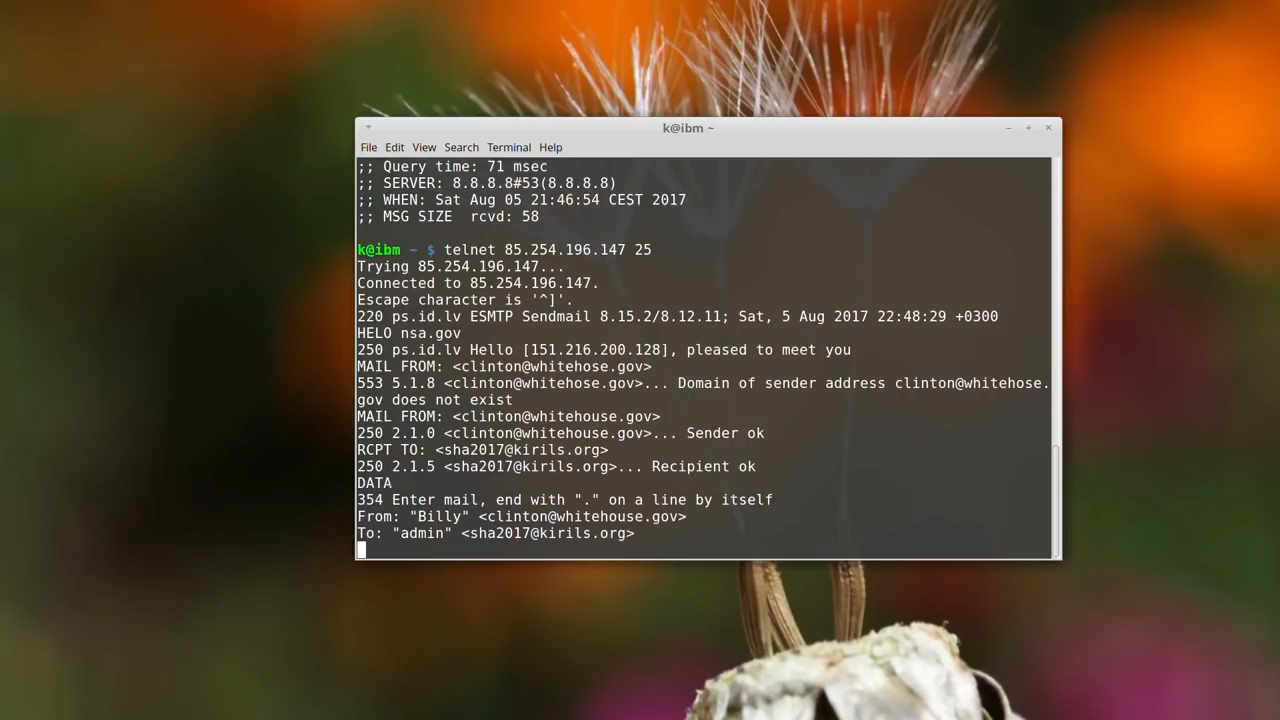 k@ibm ~
File Edit View Search Terminal Help
;; Query time: 71 msec
;; SERVER: 8.8.8.8#53(8.8.8.8)
;; WHEN: Sat Aug 05 21:46:54 CEST 2017
;; MSG SIZE  rcvd: 58
k@ibm ~ $ telnet 85.254.196.147 25
Trying 85.254.196.147...
Connected to 85.254.196.147.
Escape character is '^]'.
220 ps.id.lv ESMTP Sendmail 8.15.2/8.12.11; Sat, 5 Aug 2017 22:48:29 +0300
HELO nsa.gov
250 ps.id.lv Hello [151.216.200.128], pleased to meet you
MAIL FROM: <clinton@whitehose.gov>
553 5.1.8 <clinton@whitehose.gov>... Domain of sender address clinton@whitehose.
gov does not exist
MAIL FROM: <clinton@whitehouse.gov>
250 2.1.0 <clinton@whitehouse.gov>... Sender ok
RCPT TO: <sha2017@kirils.org>
250 2.1.5 <sha2017@kirils.org>... Recipient ok
DATA
354 Enter mail, end with "." on a line by itself
From: "Billy" <clinton@whitehouse.gov>
To: "admin" <sha2017@kirils.org>